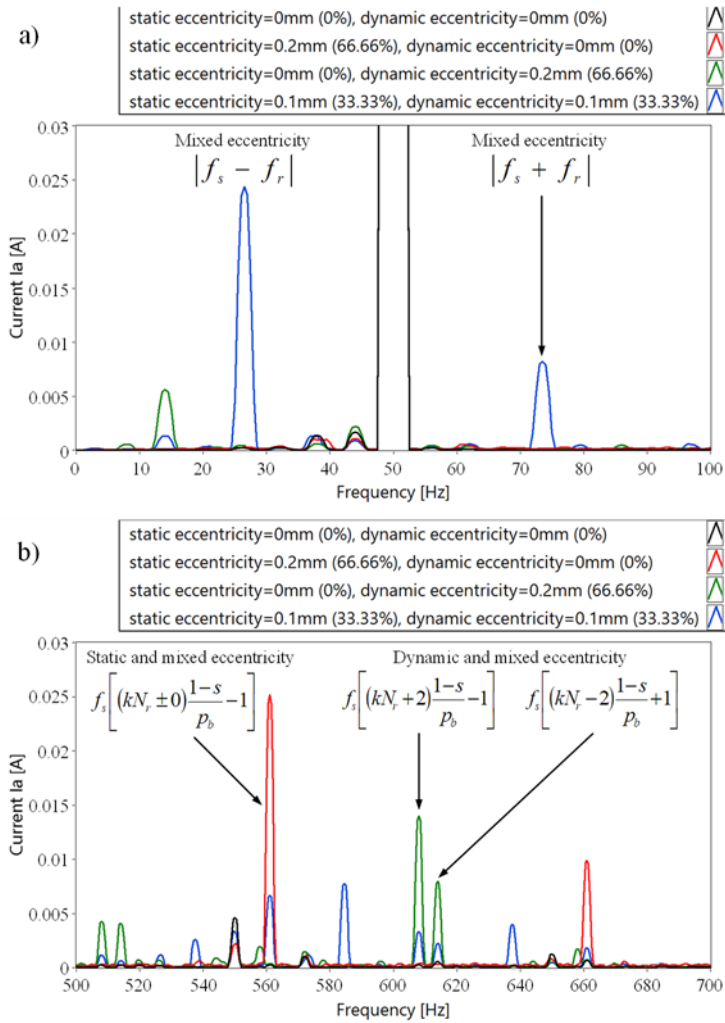 a)
static eccentricity=0mm (0%), dynamic eccentricity=0mm (0%)
static eccentricity=0.2mm (66.66%), dynamic eccentricity=0mm (0%)
static eccentricity=0mm (0%), dynamic eccentricity=0.2mm (66.66%)
static eccentricity=0.1mm (33.33%), dynamic eccentricity=0.1mm (33.33%)
0.03
0.025
0.02
0.015
0.01
0.005
0
Current Ia [A]
Mixed eccentricity
|f_s − f_r|
Mixed eccentricity
|f_s + f_r|
0 10 20 30 40 50 60 70 80 90 100
Frequency [Hz]
b)
static eccentricity=0mm (0%), dynamic eccentricity=0mm (0%)
static eccentricity=0.2mm (66.66%), dynamic eccentricity=0mm (0%)
static eccentricity=0mm (0%), dynamic eccentricity=0.2mm (66.66%)
static eccentricity=0.1mm (33.33%), dynamic eccentricity=0.1mm (33.33%)
0.03
0.025
0.02
0.015
0.01
0.005
0
Current Ia [A]
Static and mixed eccentricity
f_s[(kN_r ±0) (1−s)/p_b −1]
Dynamic and mixed eccentricity
f_s[(kN_r +2) (1−s)/p_b −1]
f_s[(kN_r −2) (1−s)/p_b +1]
500 520 540 560 580 600 620 640 660 680 700
Frequency [Hz]